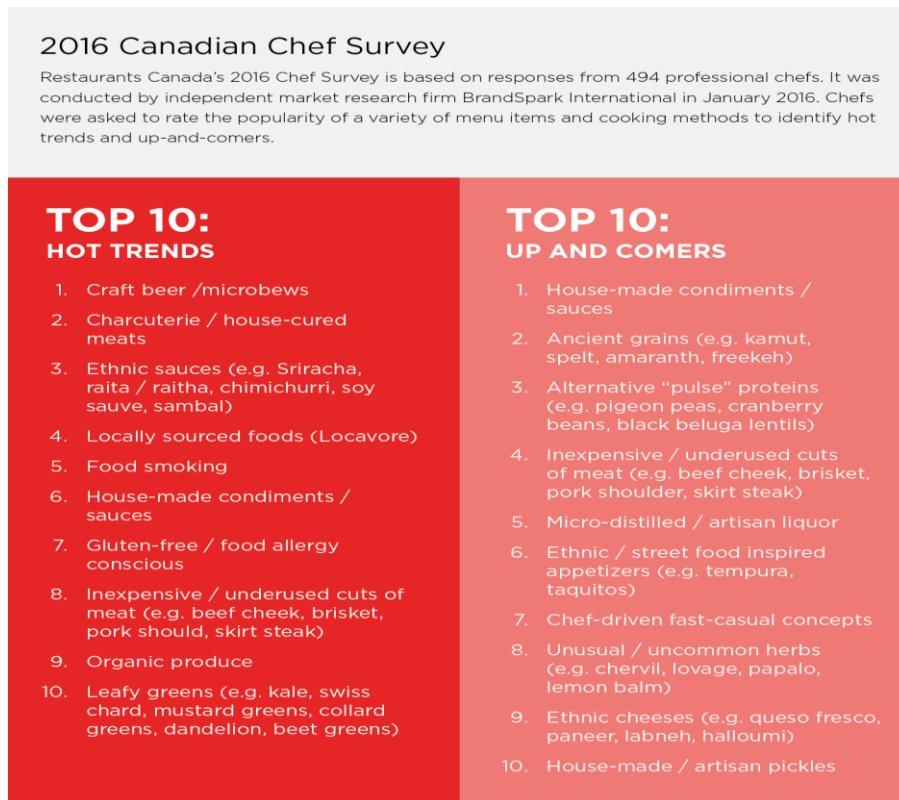 2016 Canadian Chef Survey
Restaurants Canada's 2016 Chef Survey is based on responses from 494 professional chefs. It was
conducted by independent market research firm BrandSpark International in January 2016. Chefs
were asked to rate the popularity of a variety of menu items and cooking methods to identify hot
trends and up-and-comers.
TOP 10:
HOT TRENDS
1. Craft beer /microbews
2. Charcuterie / house-cured
meats
3. Ethnic sauces (e.g. Sriracha,
raita / raitha, chimichurri, soy
sauve, sambal)
4. Locally sourced foods (Locavore)
5. Food smoking
6. House-made condiments /
sauces
7. Gluten-free / food allergy
conscious
8. Inexpensive / underused cuts of
meat (e.g. beef cheek, brisket,
pork should, skirt steak)
9. Organic produce
10. Leafy greens (e.g. kale, swiss
chard, mustard greens, collard
greens, dandelion, beet greens)
TOP 10:
UP AND COMERS
1. House-made condiments /
sauces
2. Ancient grains (e.g. kamut,
spelt, amaranth, freekeh)
3. Alternative “pulse” proteins
(e.g. pigeon peas, cranberry
beans, black beluga lentils)
4. Inexpensive / underused cuts
of meat (e.g. beef cheek, brisket,
pork shoulder, skirt steak)
5. Micro-distilled / artisan liquor
6. Ethnic / street food inspired
appetizers (e.g. tempura,
taquitos)
7. Chef-driven fast-casual concepts
8. Unusual / uncommon herbs
(e.g. chervil, lovage, papalo,
lemon balm)
9. Ethnic cheeses (e.g. queso fresco,
paneer, labneh, halloumi)
10. House-made / artisan pickles